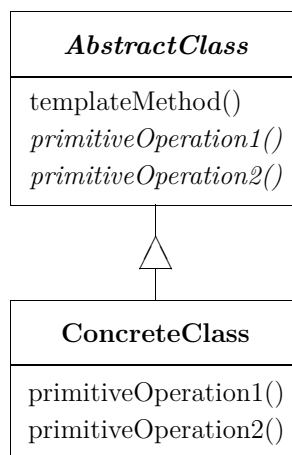 AbstractClass
templateMethod()
primitiveOperation1()
primitiveOperation2()
ConcreteClass
primitiveOperation1()
primitiveOperation2()